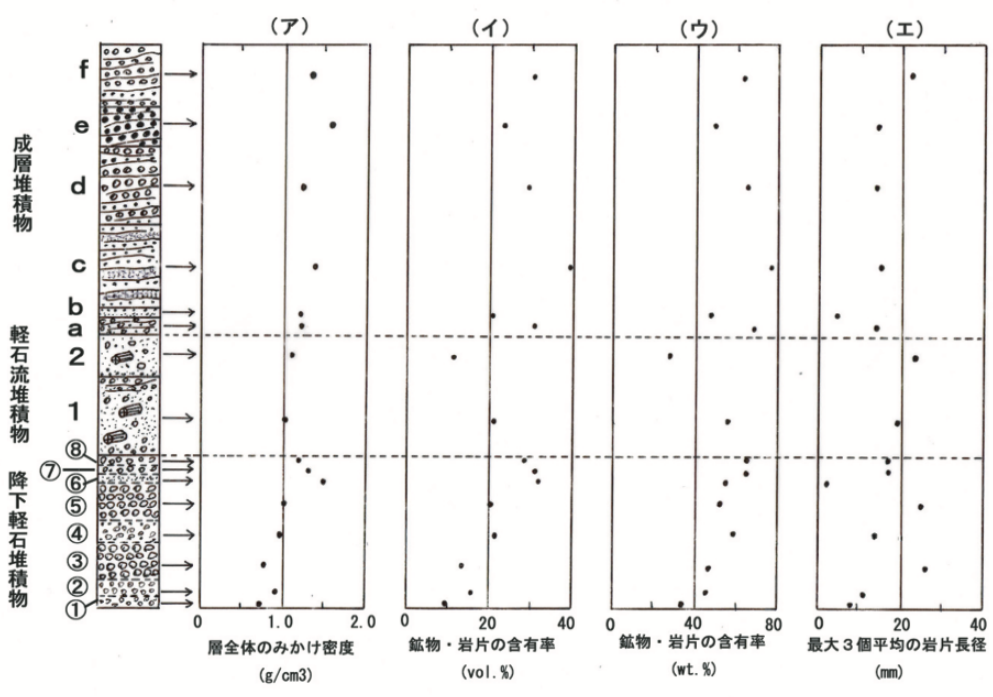 （ア）
（イ）
（ウ）
（エ）
成層堆積物
f
e
d
c
b
a
軽石流堆積物
2
1
降下軽石堆積物
⑧
⑦
⑥
⑤
④
③
②
①
0 1.0 2.0
層全体のみかけ密度
(g/cm3)
0 20 40
鉱物・岩片の含有率
(vol.%)
0 40 80
鉱物・岩片の含有率
(wt.%)
0 20 40
最大3個平均の岩片長径
(mm)